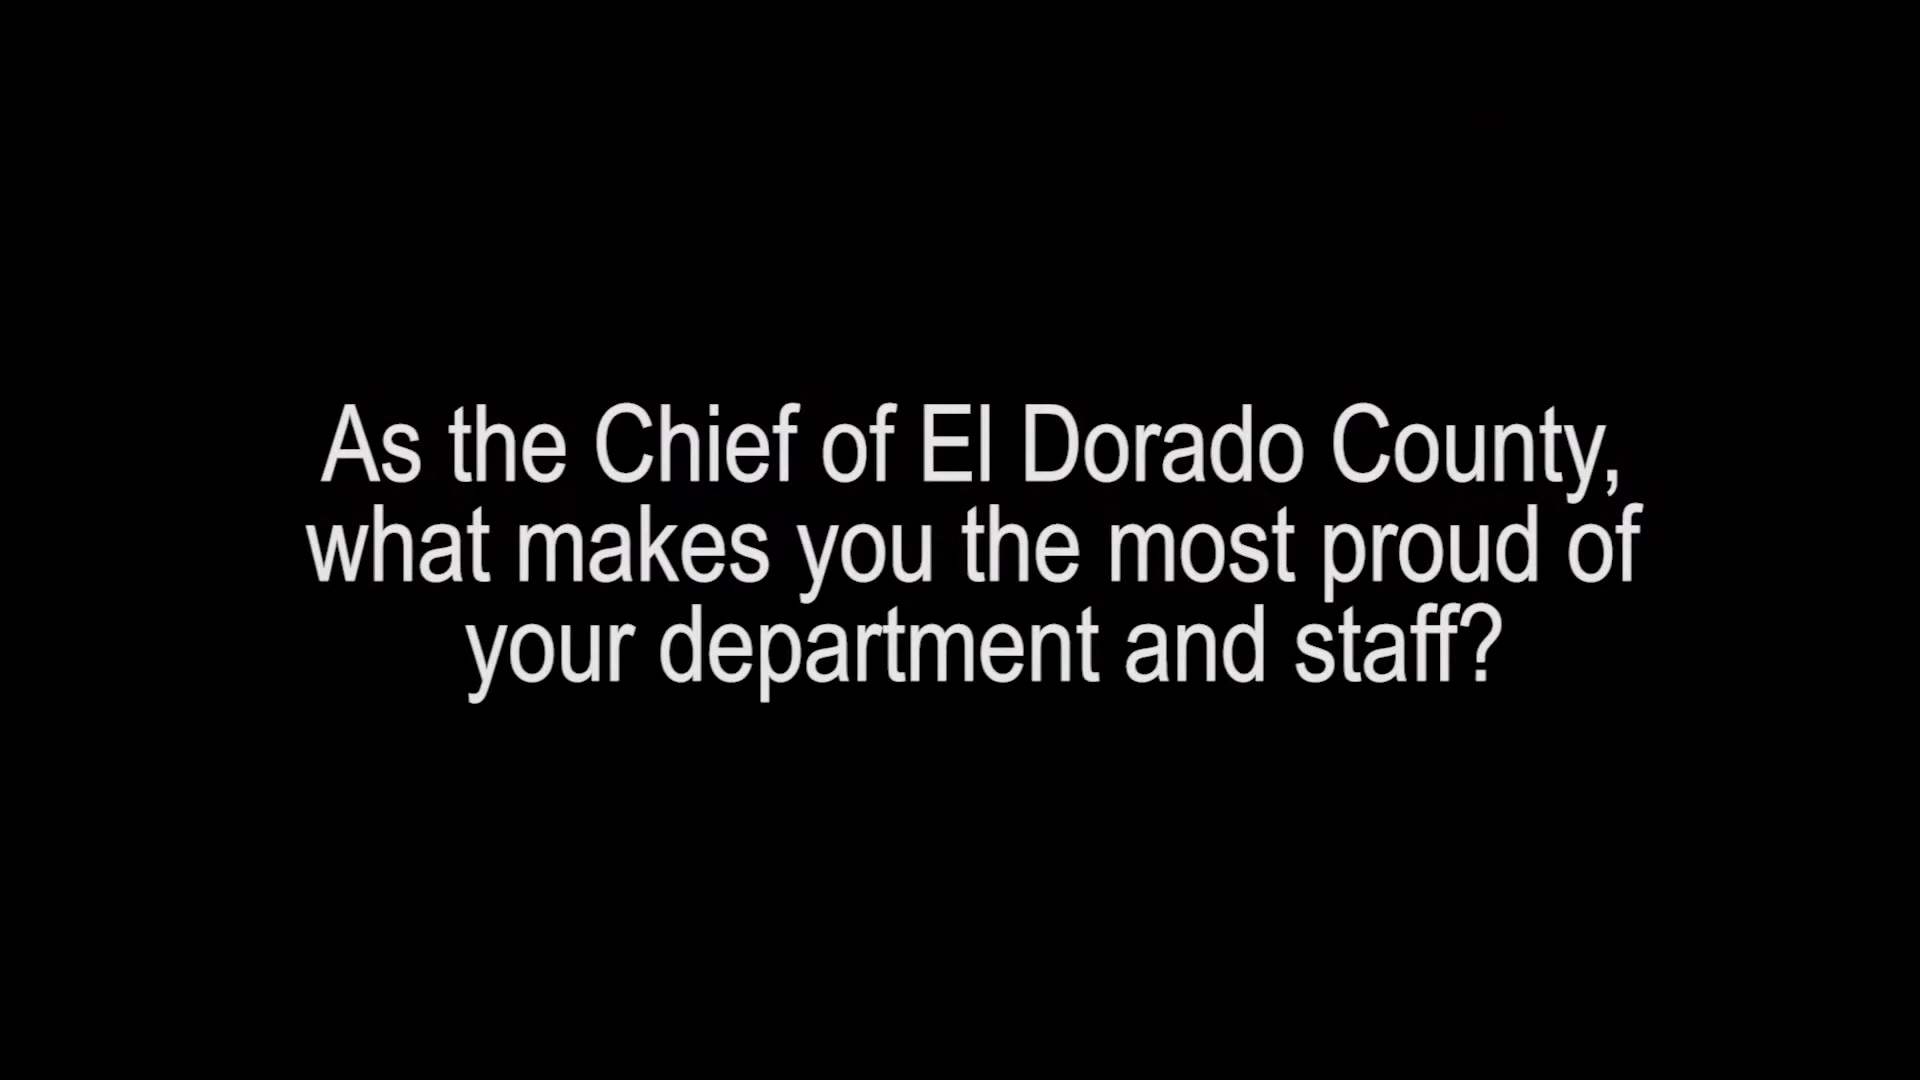 As the Chief of El Dorado County,
what makes you the most proud of
your department and staff?